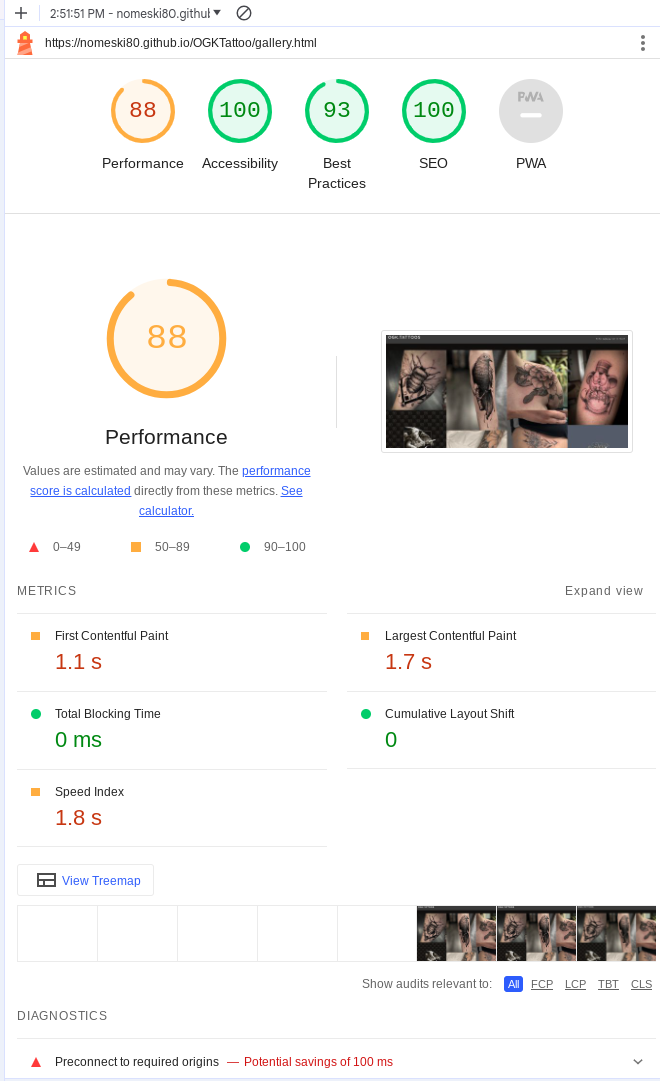 2:51:51 PM - nomeski80.githul
https://nomeski80.github.io/OGKTattoo/gallery.html
88
100
93
100
PWA
Performance
Accessibility
Best
Practices
SEO
PWA
88
Performance
Values are estimated and may vary. The performance
score is calculated directly from these metrics. See
calculator.
0–49
50–89
90–100
METRICS
Expand view
First Contentful Paint
1.1 s
Largest Contentful Paint
1.7 s
Total Blocking Time
0 ms
Cumulative Layout Shift
0
Speed Index
1.8 s
View Treemap
Show audits relevant to: All FCP LCP TBT CLS
DIAGNOSTICS
Preconnect to required origins — Potential savings of 100 ms